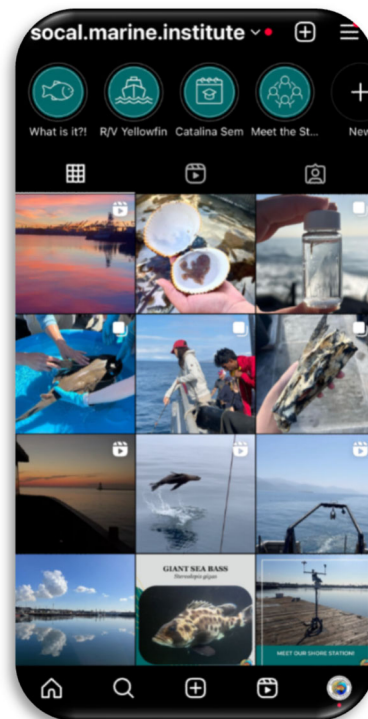 socal.marine.institute
What is it?!
R/V Yellowfin
Catalina Sem
Meet the St...
New
GIANT SEA BASS
Stereolepis gigas
MEET OUR SHORE STATION!